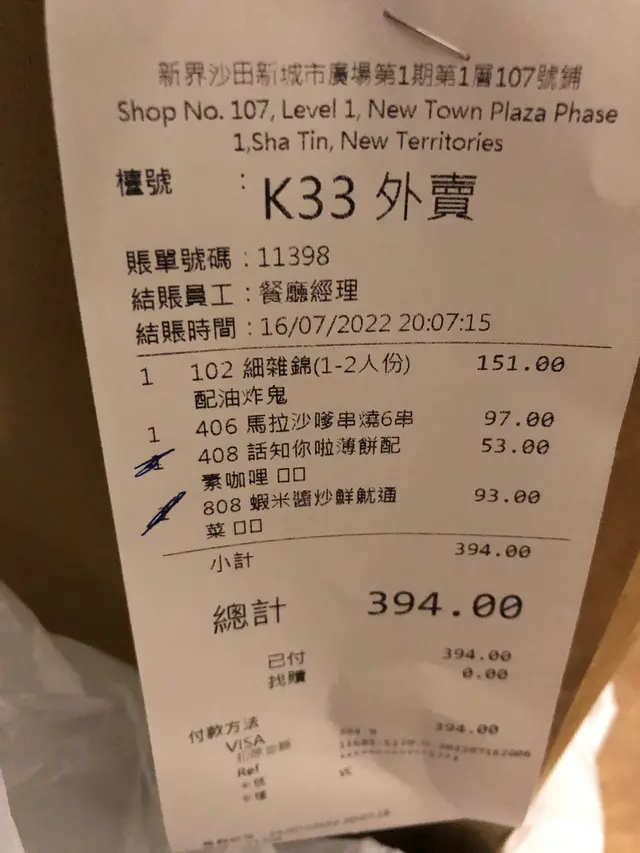 新界沙田新城市廣場第1期第1層107號鋪
Shop No. 107, Level 1, New Town Plaza Phase
1,Sha Tin, New Territories
檯號 : K33 外賣
賬單號碼 : 11398
結賬員工 : 餐廳經理
結賬時間 : 16/07/2022 20:07:15
1 102 細雜錦(1-2人份) 151.00
配油炸鬼
1 406 馬拉沙嗲串燒6串 97.00
1 408 話知你啦薄餅配 53.00
素咖哩 □□
1 808 蝦米醬炒鮮魷通 93.00
菜 □□
小計 394.00
總計 394.00
已付 394.00
找贖 0.00
付款方法
VISA 394.00
Ref